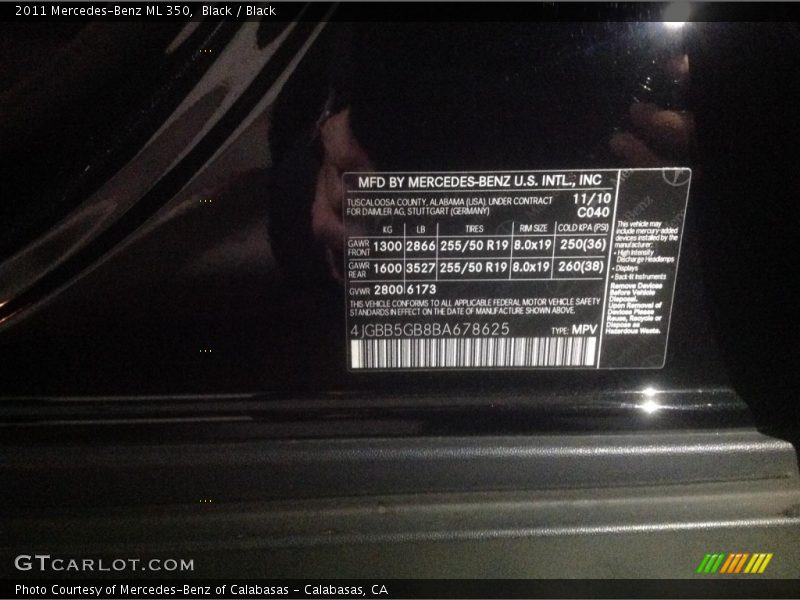 2011 Mercedes-Benz ML 350, Black / Black
MFD BY MERCEDES-BENZ U.S. INTL., INC
TUSCALOOSA COUNTY, ALABAMA (USA), UNDER CONTRACT 11/10
FOR DAIMLER AG, STUTTGART (GERMANY) C040
KG LB TIRES RIM SIZE COLD KPA (PSI)
GAWR FRONT 1300 2866 255/50 R19 8.0x19 250(36)
GAWR REAR 1600 3527 255/50 R19 8.0x19 260(38)
GVWR 2800 6173
THIS VEHICLE CONFORMS TO ALL APPLICABLE FEDERAL MOTOR VEHICLE SAFETY
STANDARDS IN EFFECT ON THE DATE OF MANUFACTURE SHOWN ABOVE.
4JGBB5GB8BA678625 TYPE: MPV
This vehicle may
include mercury-added
devices installed by the
manufacturer:
• High Intensity
Discharge Headlamps
• Displays
• Back-lit Instruments
Remove Devices
Before Vehicle
Disposal.
Upon Removal of
Devices Please
Reuse, Recycle or
Dispose as
Hazardous Waste.
GTCARLOT.COM
Photo Courtesy of Mercedes-Benz of Calabasas - Calabasas, CA